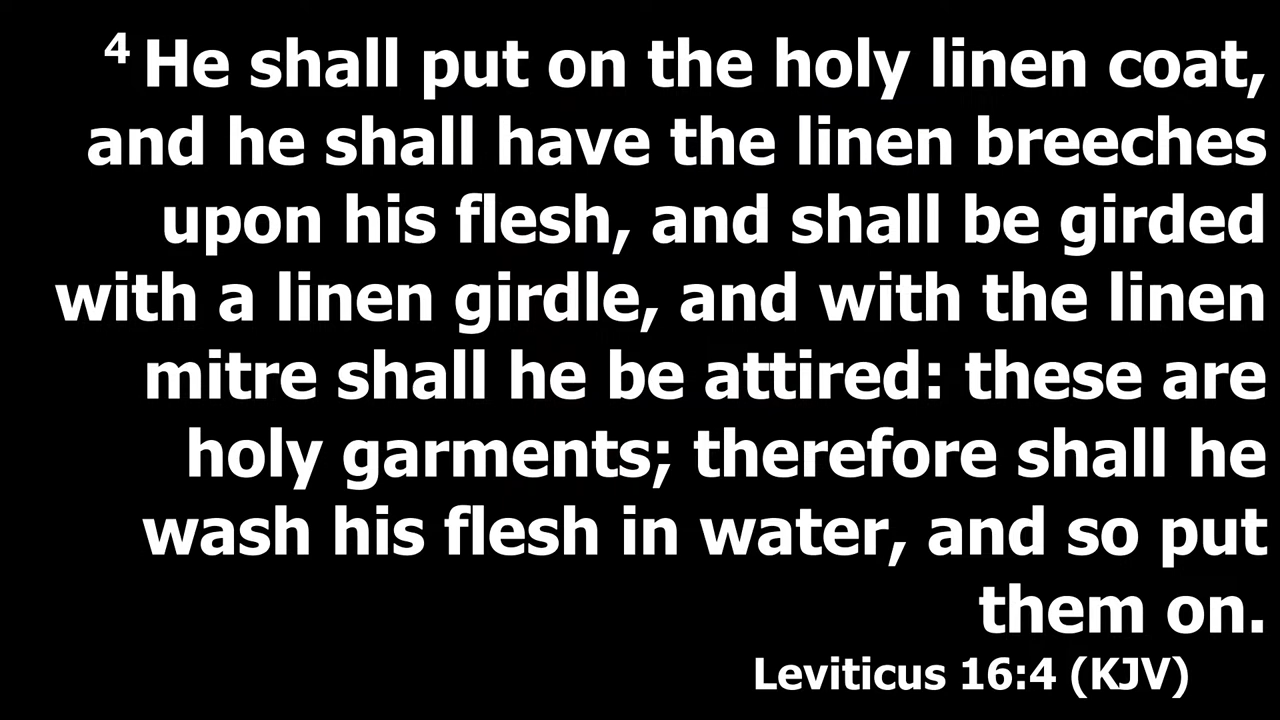 4 He shall put on the holy linen coat,
and he shall have the linen breeches
upon his flesh, and shall be girded
with a linen girdle, and with the linen
mitre shall he be attired: these are
holy garments; therefore shall he
wash his flesh in water, and so put
them on.
Leviticus 16:4 (KJV)